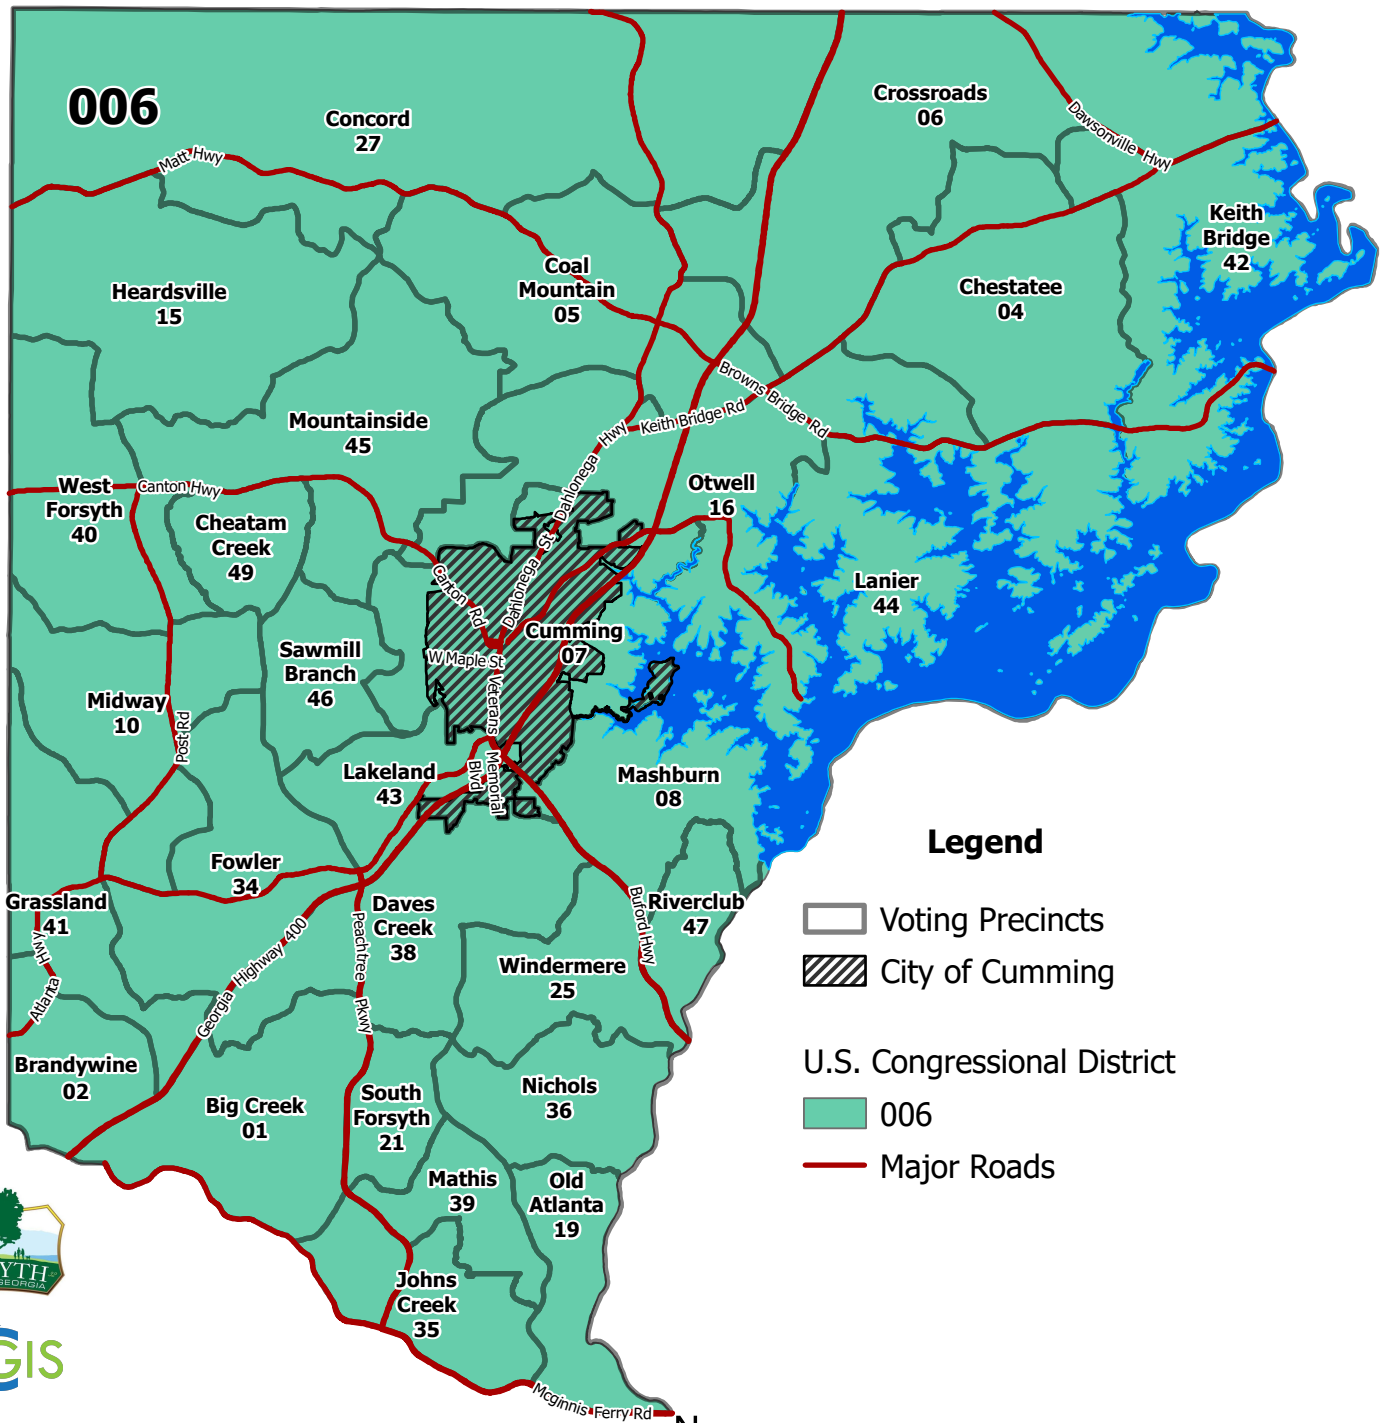 006
Concord
27
Crossroads
06
Dawsonville Hwy
Matt Hwy
Keith
Bridge
42
Heardsville
15
Coal
Mountain
05
Chestatee
04
Browns Bridge Rd
Keith Bridge Rd
Mountainside
45
Dahlonega Hwy
West
Forsyth
40
Canton Hwy
Otwell
16
Cheatam
Creek
49
Dahlonega St
Canton Rd
Lanier
44
Cumming
07
Sawmill
Branch
46
W Maple St
Midway
10
Post Rd
Veterans Memorial Blvd
Lakeland
43
Mashburn
08
Fowler
34
Grassland
41
Daves
Creek
38
Riverclub
47
Buford Hwy
Atlanta Hwy
Georgia Highway 400
Peachtree Pkwy
Windermere
25
Brandywine
02
Big Creek
01
South
Forsyth
21
Nichols
36
Mathis
39
Old
Atlanta
19
Johns
Creek
35
Mcginnis Ferry Rd
Legend
Voting Precincts
City of Cumming
U.S. Congressional District
006
Major Roads
YTH
GEORGIA
GIS
N